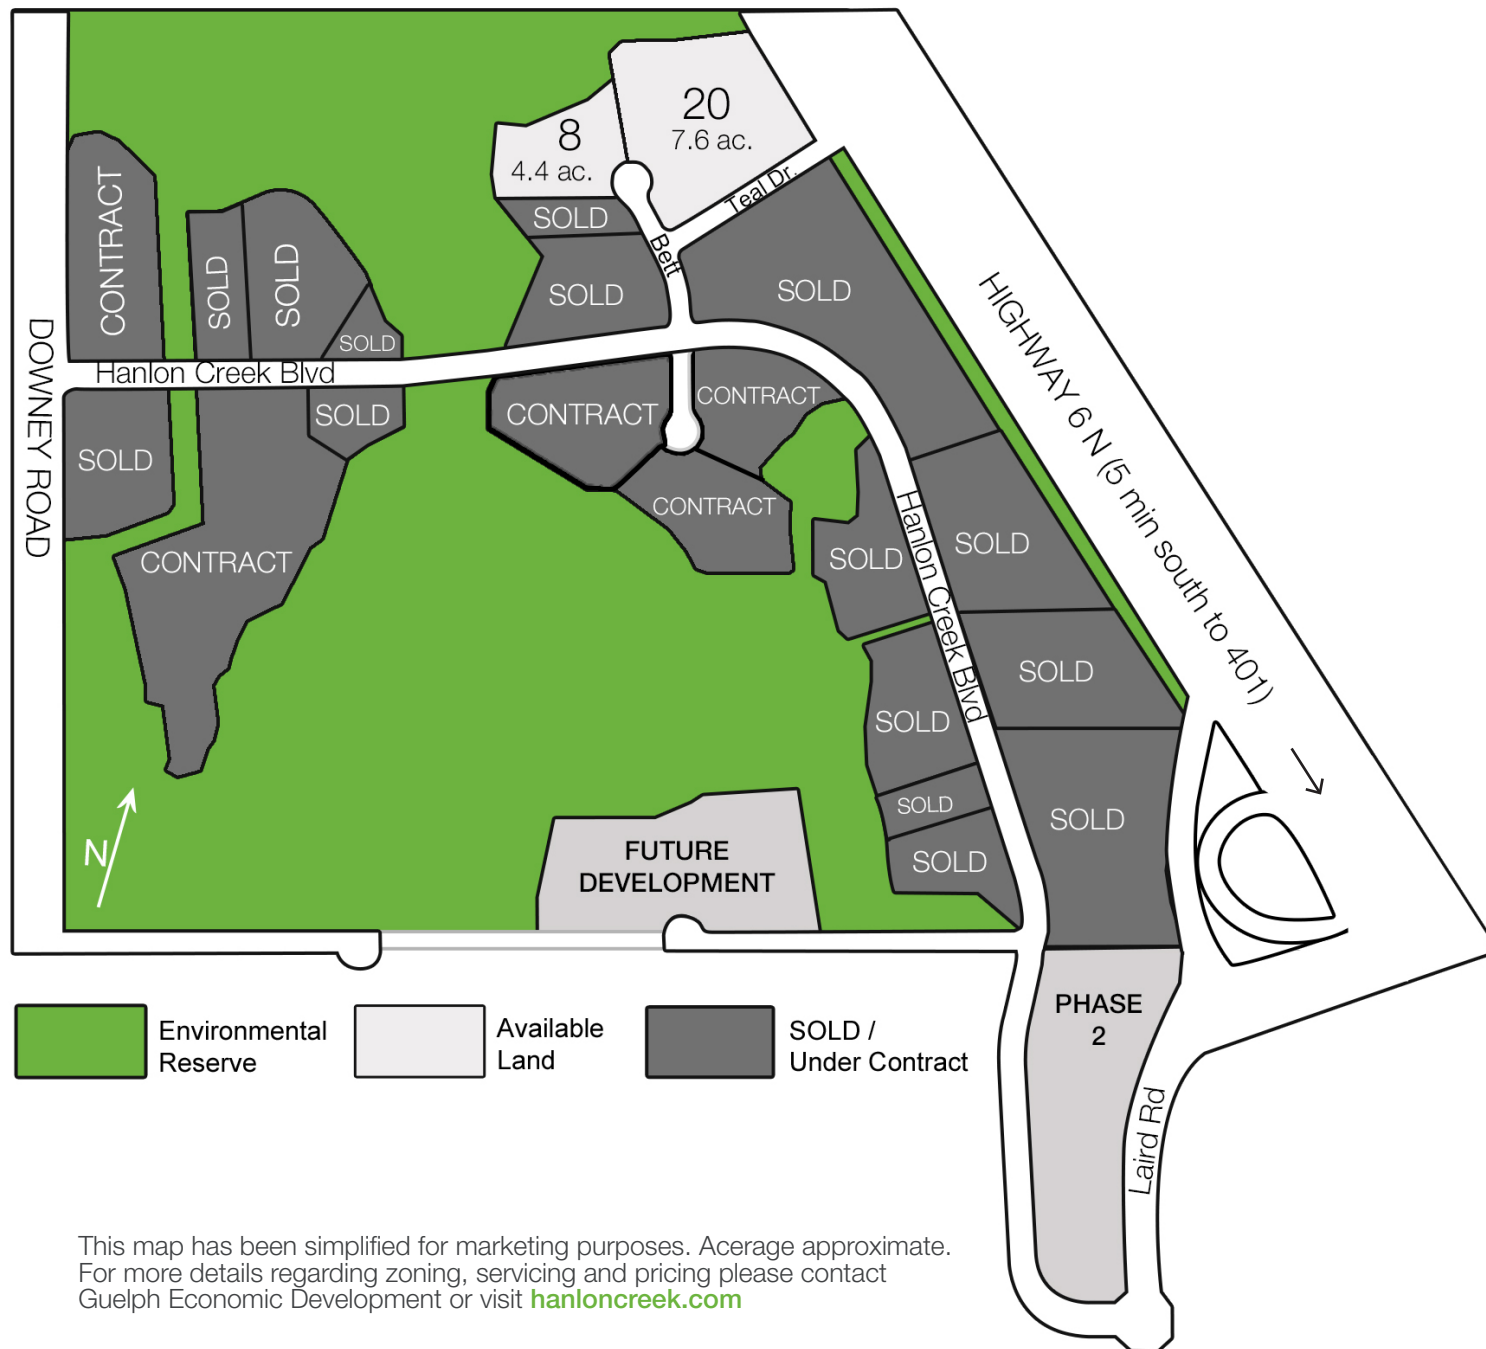 20
7.6 ac.
8
4.4 ac.
Teal Dr.
CONTRACT
SOLD
SOLD
SOLD
SOLD
Bett
SOLD
SOLD
HIGHWAY 6 N (5 min south to 401)
DOWNEY ROAD
Hanlon Creek Blvd
SOLD
SOLD
CONTRACT
CONTRACT
CONTRACT
CONTRACT
SOLD
SOLD
Hanlon Creek Blvd
SOLD
SOLD
SOLD
SOLD
SOLD
SOLD
N
FUTURE
DEVELOPMENT
PHASE
2
Laird Rd
Environmental
Reserve
Available
Land
SOLD /
Under Contract
This map has been simplified for marketing purposes. Acerage approximate.
For more details regarding zoning, servicing and pricing please contact
Guelph Economic Development or visit hanloncreek.com